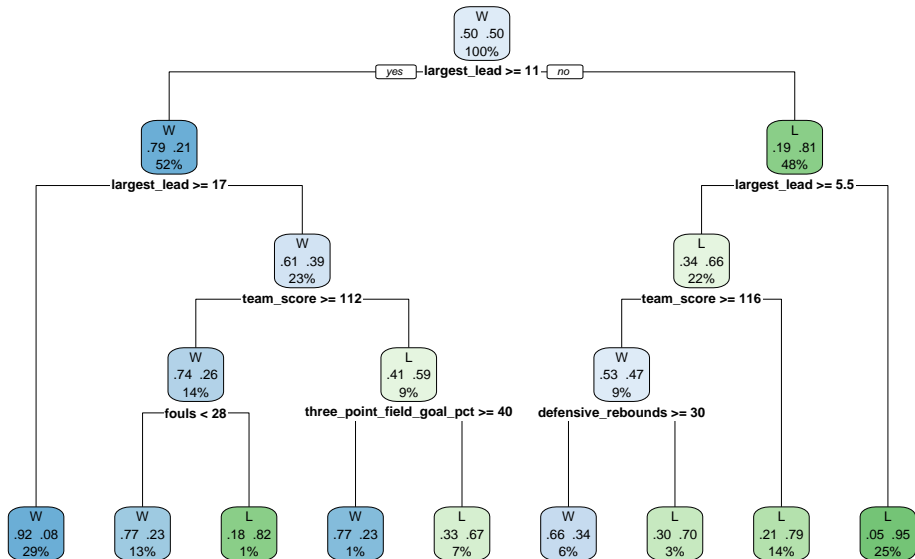 W
.50 .50
100%
yes largest_lead >= 11 no
W
.79 .21
52%
largest_lead >= 17
L
.19 .81
48%
largest_lead >= 5.5
W
.61 .39
23%
team_score >= 112
L
.34 .66
22%
team_score >= 116
W
.74 .26
14%
fouls < 28
L
.41 .59
9%
three_point_field_goal_pct >= 40
W
.53 .47
9%
defensive_rebounds >= 30
W
.92 .08
29%
W
.77 .23
13%
L
.18 .82
1%
W
.77 .23
1%
L
.33 .67
7%
W
.66 .34
6%
L
.30 .70
3%
L
.21 .79
14%
L
.05 .95
25%